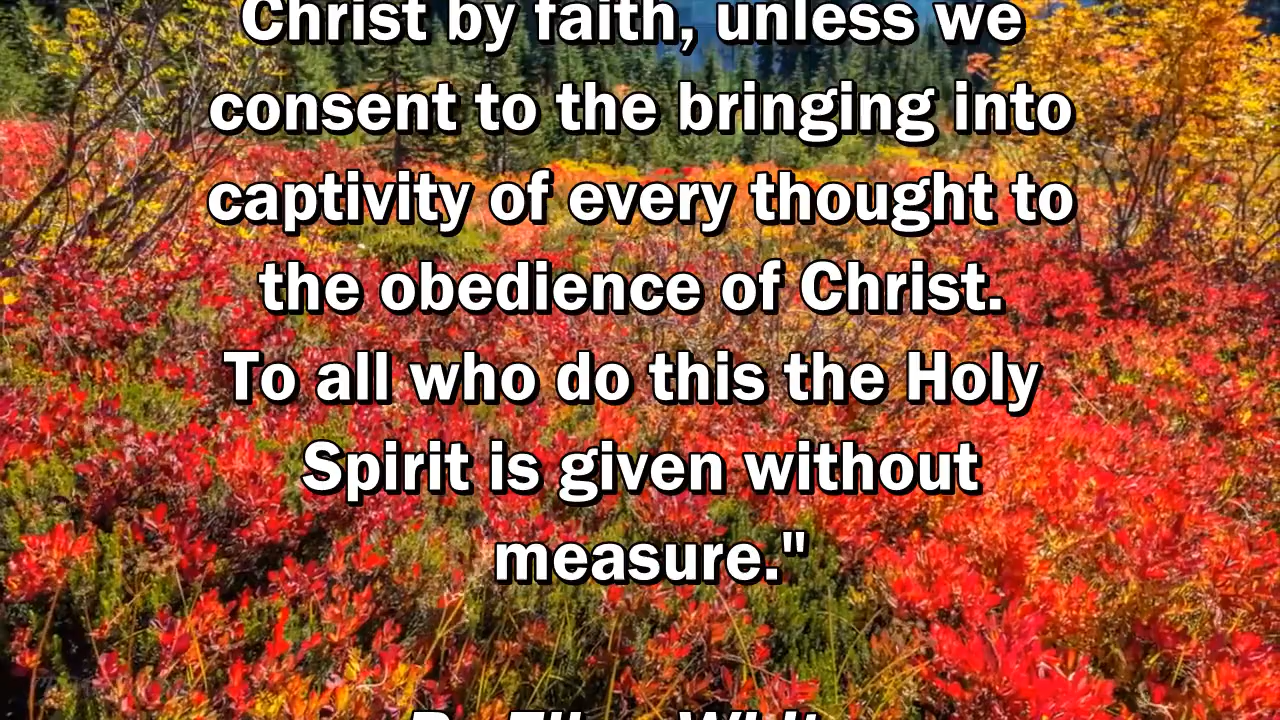 Christ by faith, unless we
consent to the bringing into
captivity of every thought to
the obedience of Christ.
To all who do this the Holy
Spirit is given without
measure."